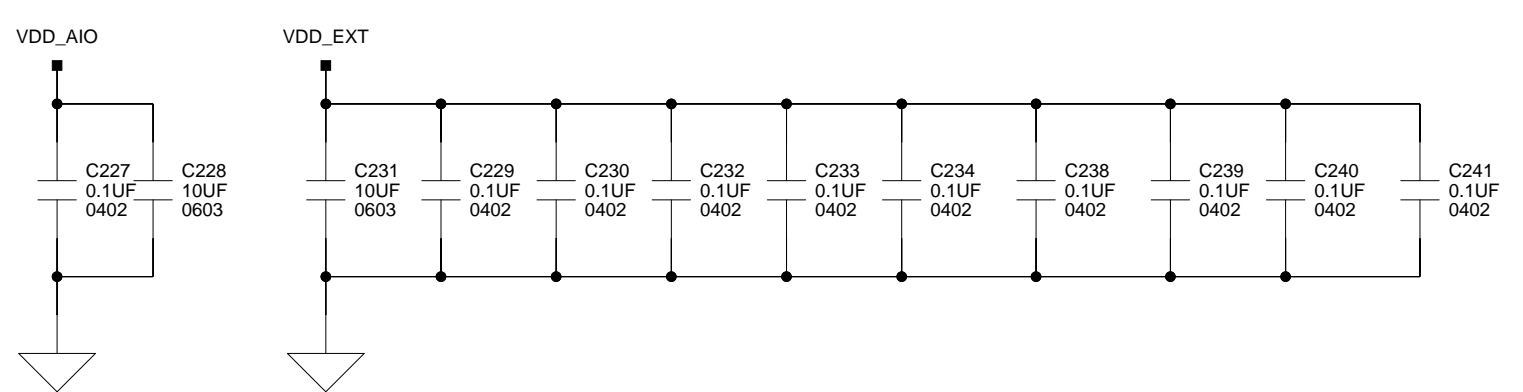 VDD_AIO
VDD_EXT
C227
0.1UF
0402
C228
10UF
0603
C231
10UF
0603
C229
0.1UF
0402
C230
0.1UF
0402
C232
0.1UF
0402
C233
0.1UF
0402
C234
0.1UF
0402
C238
0.1UF
0402
C239
0.1UF
0402
C240
0.1UF
0402
C241
0.1UF
0402